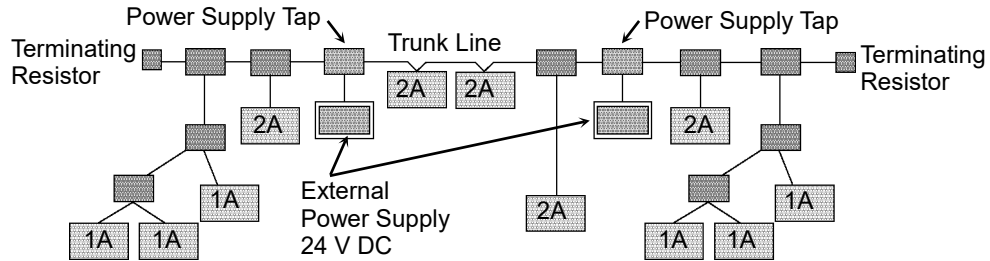 Power Supply Tap
Power Supply Tap
Terminating
Resistor
Trunk Line
Terminating
Resistor
2A
2A
2A
2A
1A
External
Power Supply
24 V DC
2A
1A
1A
1A
1A
1A